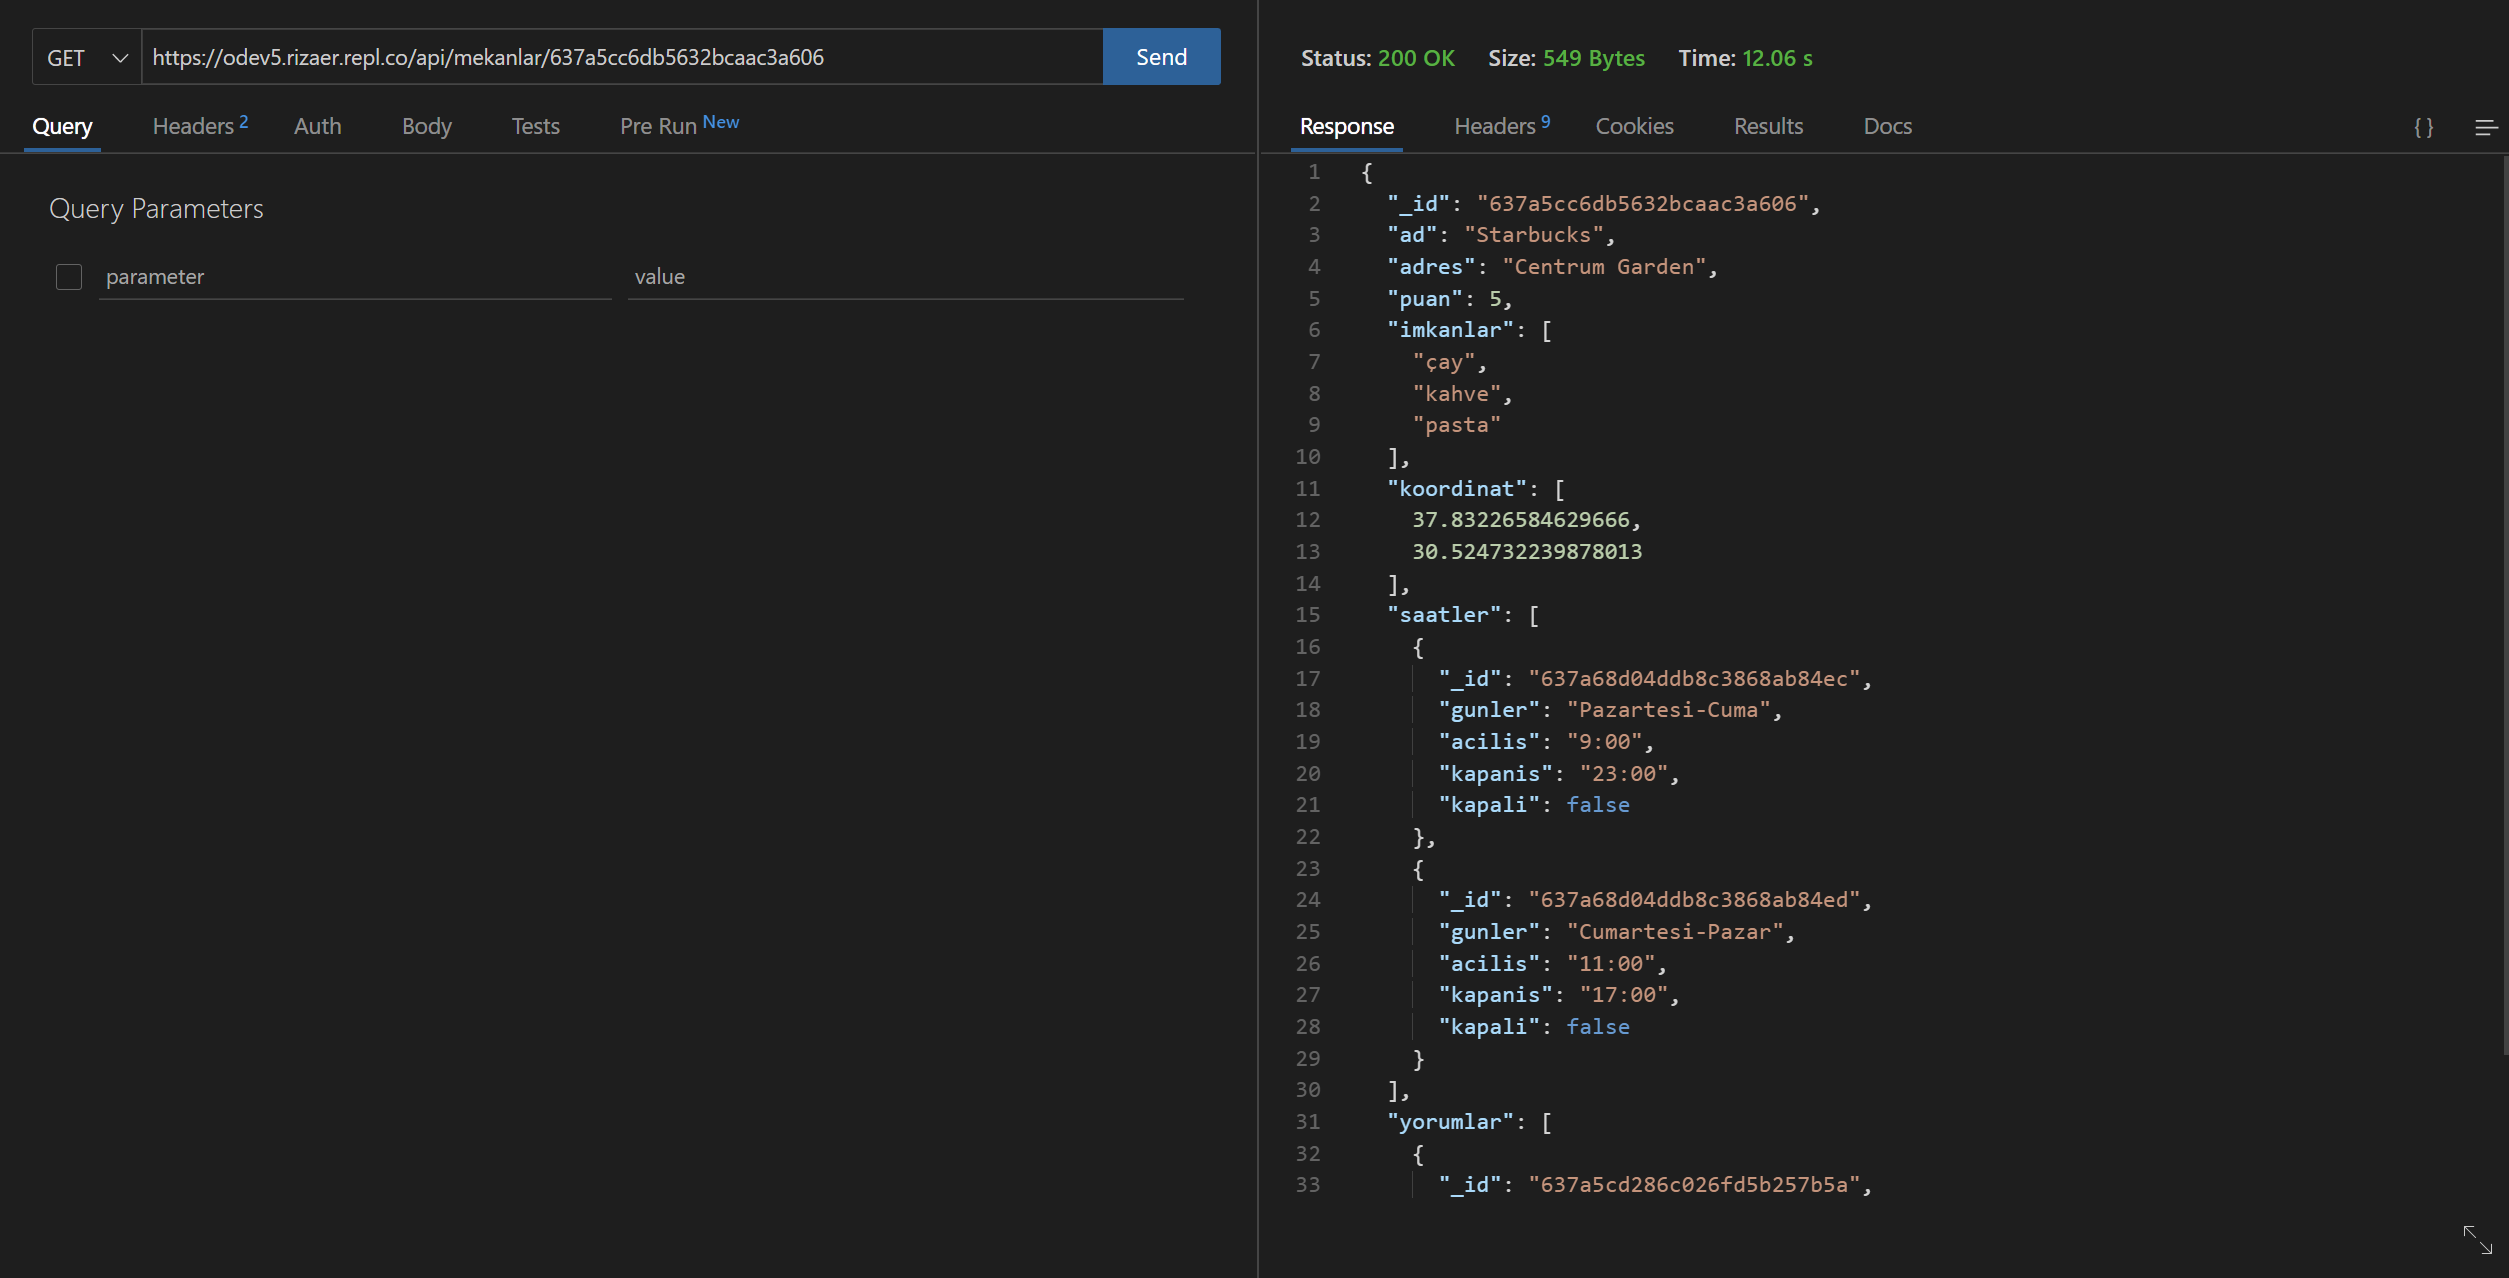 GET https://odev5.rizaer.repl.co/api/mekanlar/637a5cc6db5632bcaac3a606 Send
Query Headers 2 Auth Body Tests Pre Run New
Query Parameters
parameter value
Status: 200 OK Size: 549 Bytes Time: 12.06 s
Response Headers 9 Cookies Results Docs { }
1 {
2 "_id": "637a5cc6db5632bcaac3a606",
3 "ad": "Starbucks",
4 "adres": "Centrum Garden",
5 "puan": 5,
6 "imkanlar": [
7 "çay",
8 "kahve",
9 "pasta"
10 ],
11 "koordinat": [
12 37.83226584629666,
13 30.524732239878013
14 ],
15 "saatler": [
16 {
17 "_id": "637a68d04ddb8c3868ab84ec",
18 "gunler": "Pazartesi-Cuma",
19 "acilis": "9:00",
20 "kapanis": "23:00",
21 "kapali": false
22 },
23 {
24 "_id": "637a68d04ddb8c3868ab84ed",
25 "gunler": "Cumartesi-Pazar",
26 "acilis": "11:00",
27 "kapanis": "17:00",
28 "kapali": false
29 }
30 ],
31 "yorumlar": [
32 {
33 "_id": "637a5cd286c026fd5b257b5a",